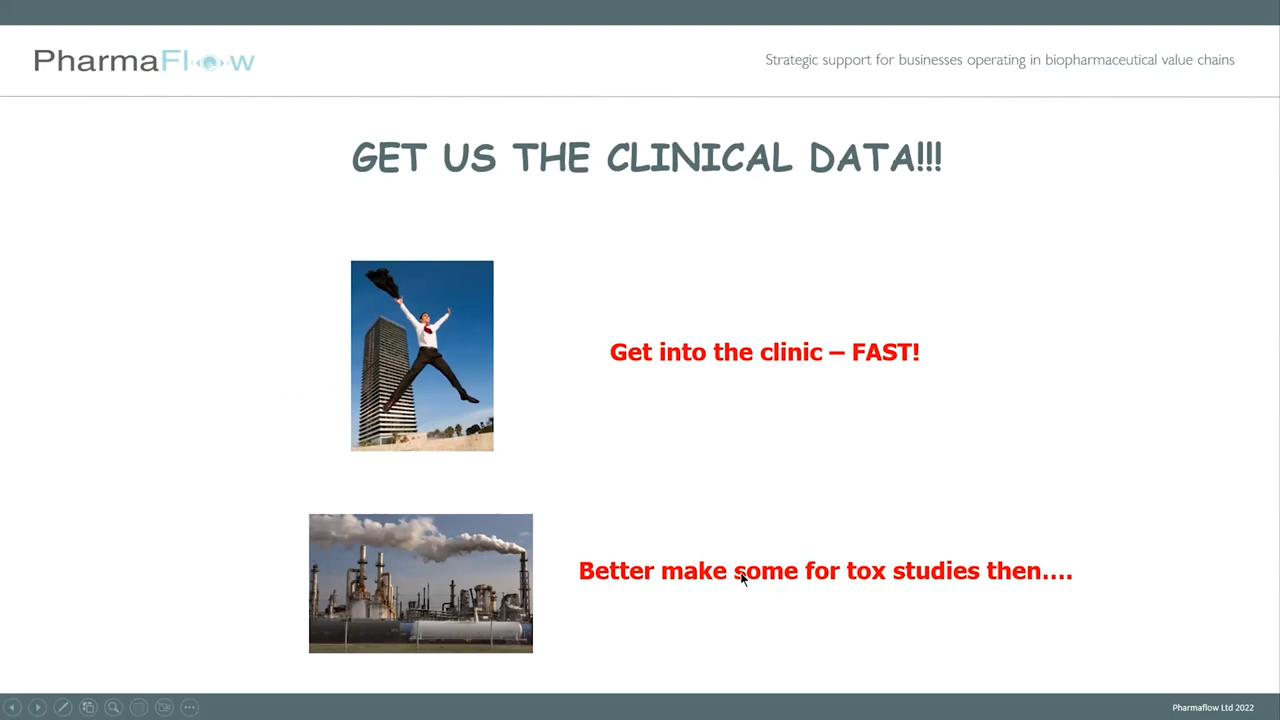 PharmaFlow
Strategic support for businesses operating in biopharmaceutical value chains
GET US THE CLINICAL DATA!!!
Get into the clinic – FAST!
Better make some for tox studies then....
Pharmaflow Ltd 2022